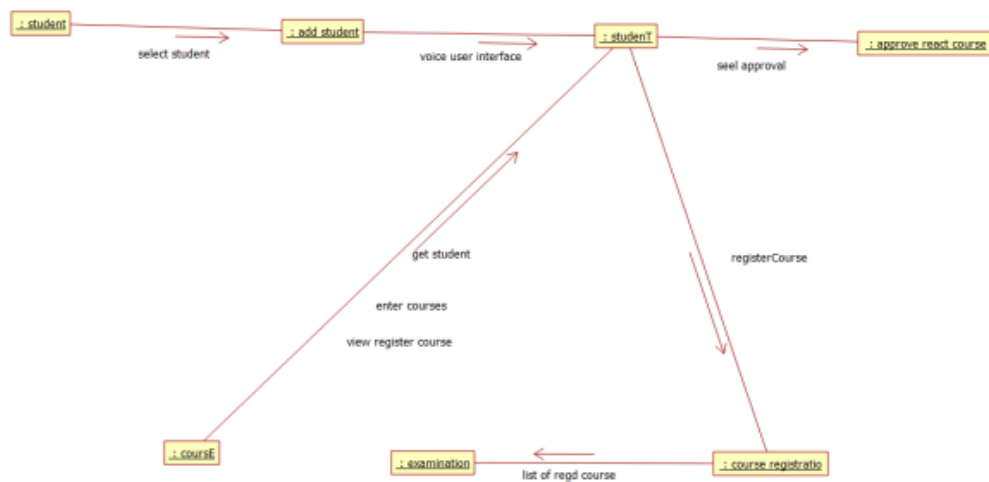 : student
: add student
: studenT
: approve react course
select student
voice user interface
seel approval
get student
registerCourse
enter courses
view register course
: coursE
: examination
: course registratio
list of regd course